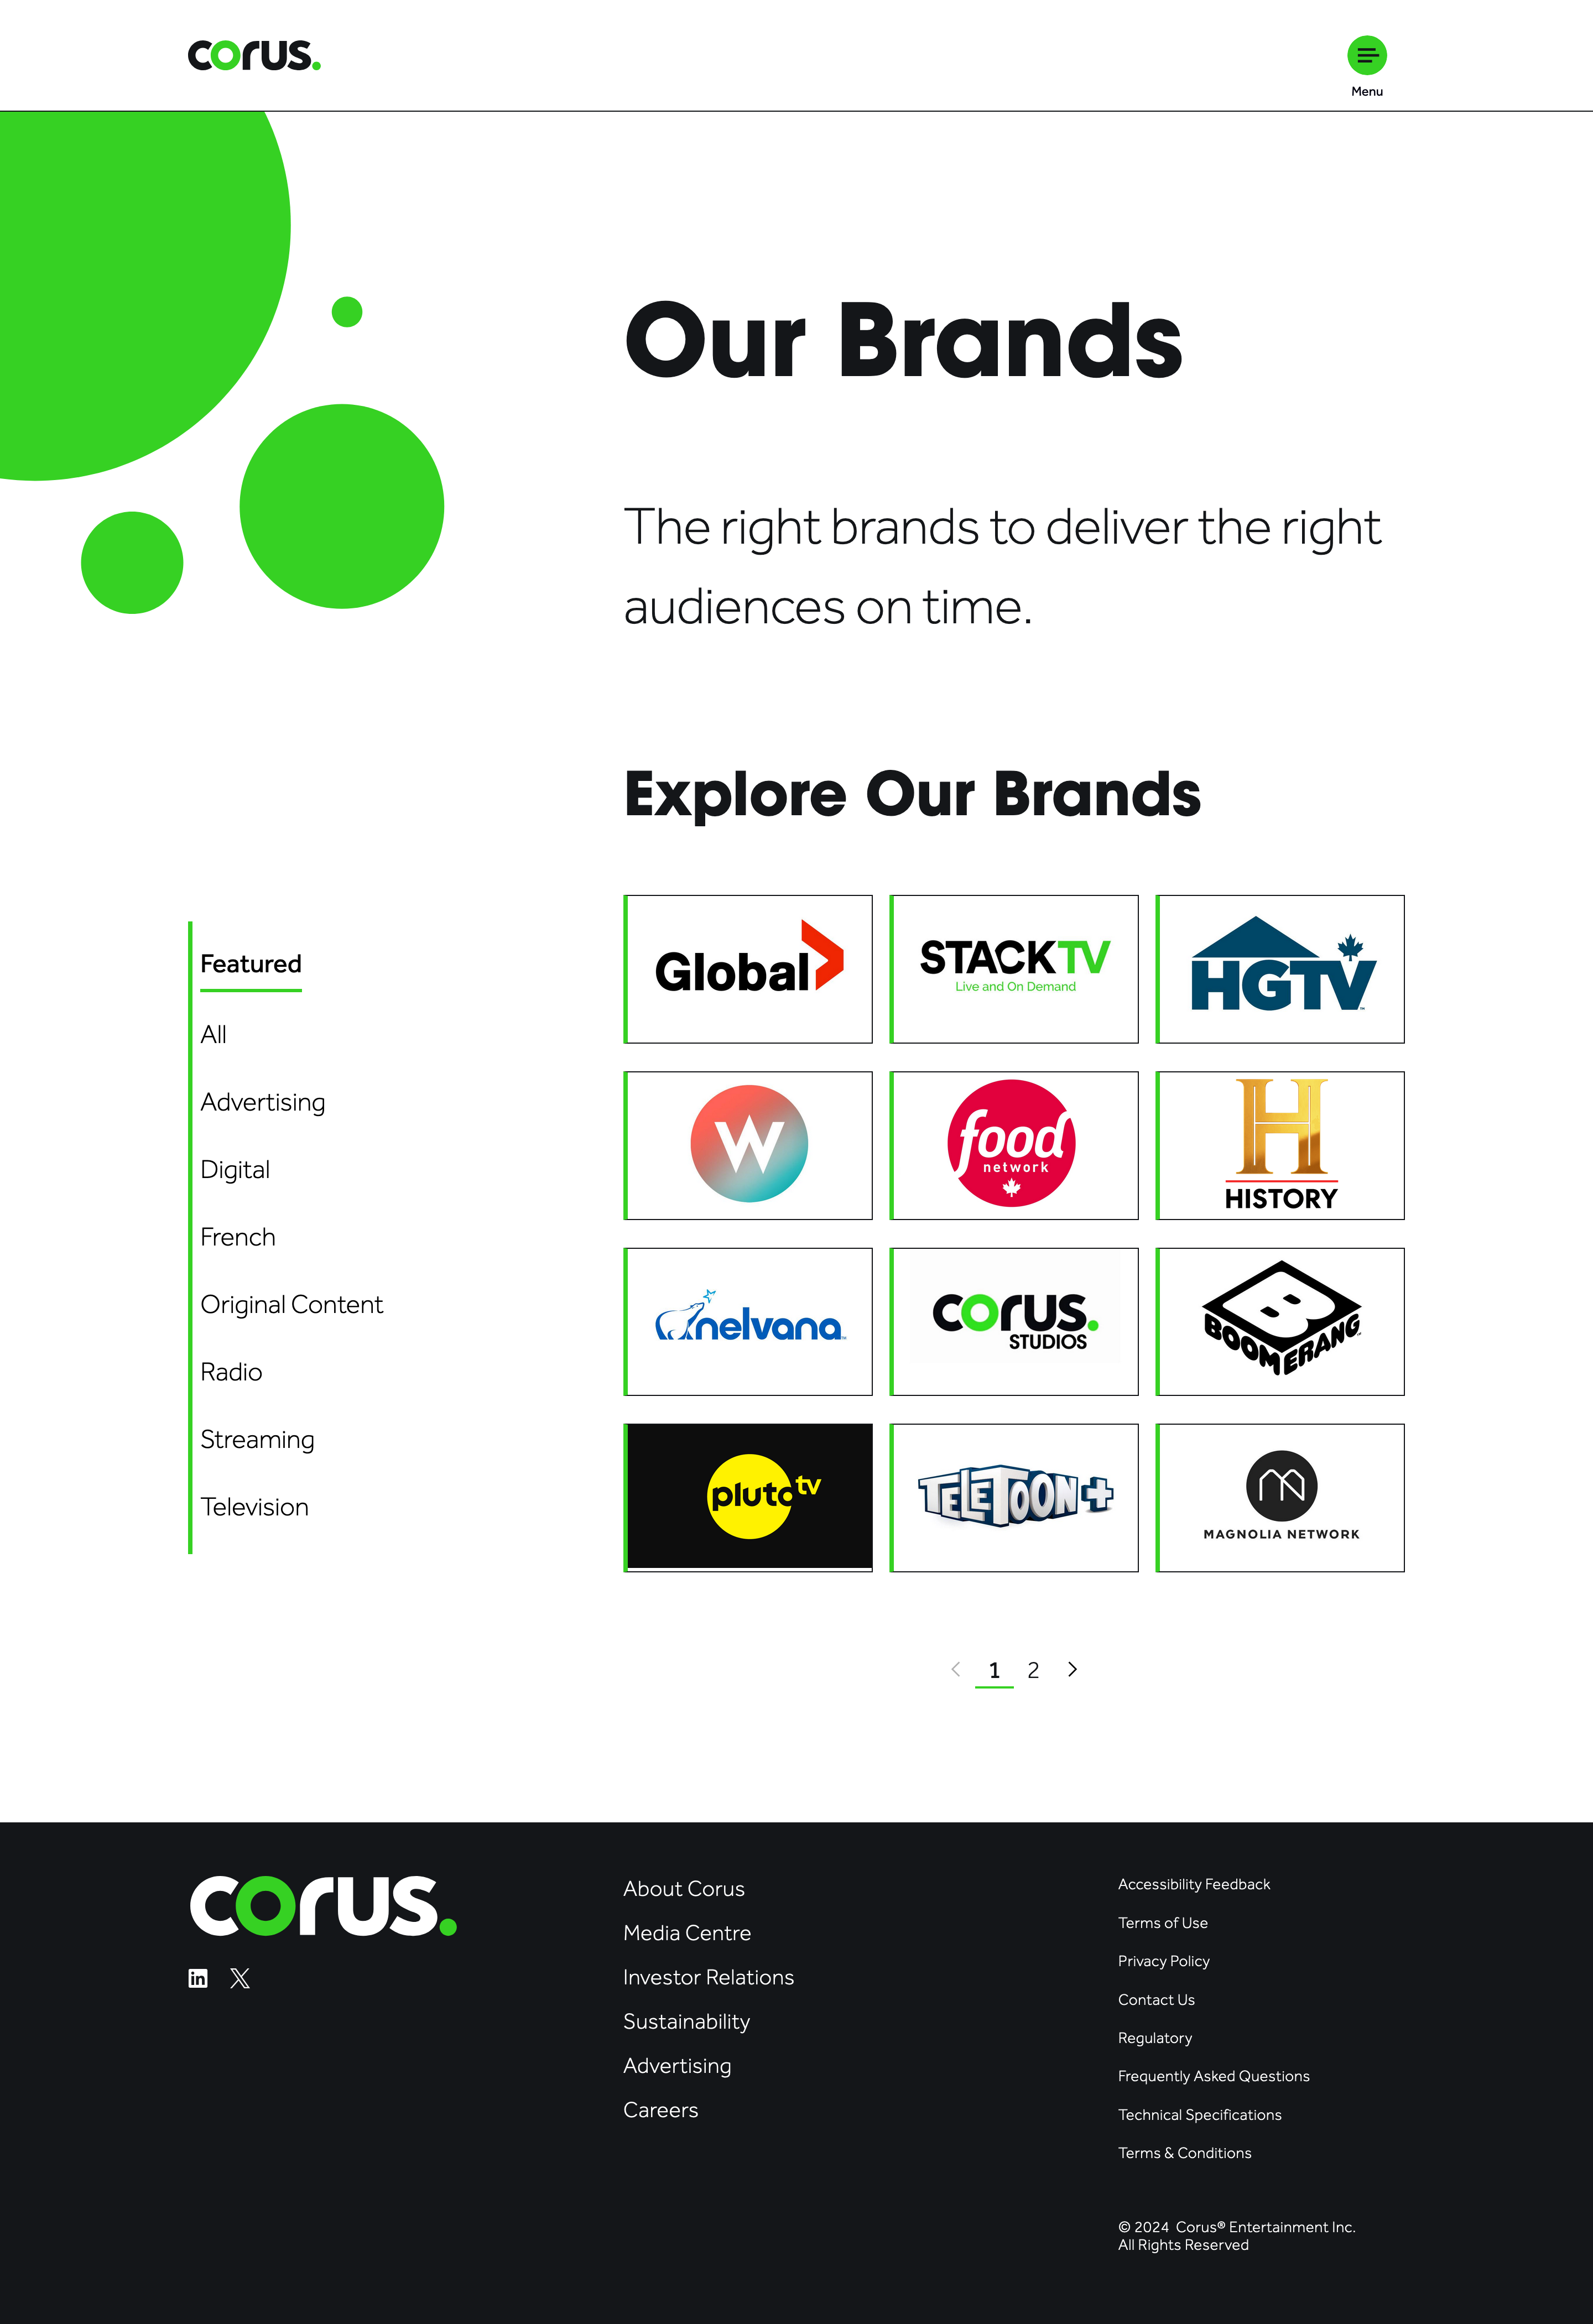 corus.
Menu
Our Brands
The right brands to deliver the right
audiences on time.
Explore Our Brands
Featured
All
Advertising
Digital
French
Original Content
Radio
Streaming
Television
Global
STACKTV
Live and On Demand
HGTV
W
food
network
H
HISTORY
nelvana
corus.
STUDIOS
B
BOOMERANG
pluto tv
TELETOON+
MAGNOLIA NETWORK
1 2
corus.
in X
About Corus
Media Centre
Investor Relations
Sustainability
Advertising
Careers
Accessibility Feedback
Terms of Use
Privacy Policy
Contact Us
Regulatory
Frequently Asked Questions
Technical Specifications
Terms & Conditions
© 2024 Corus® Entertainment Inc.
All Rights Reserved